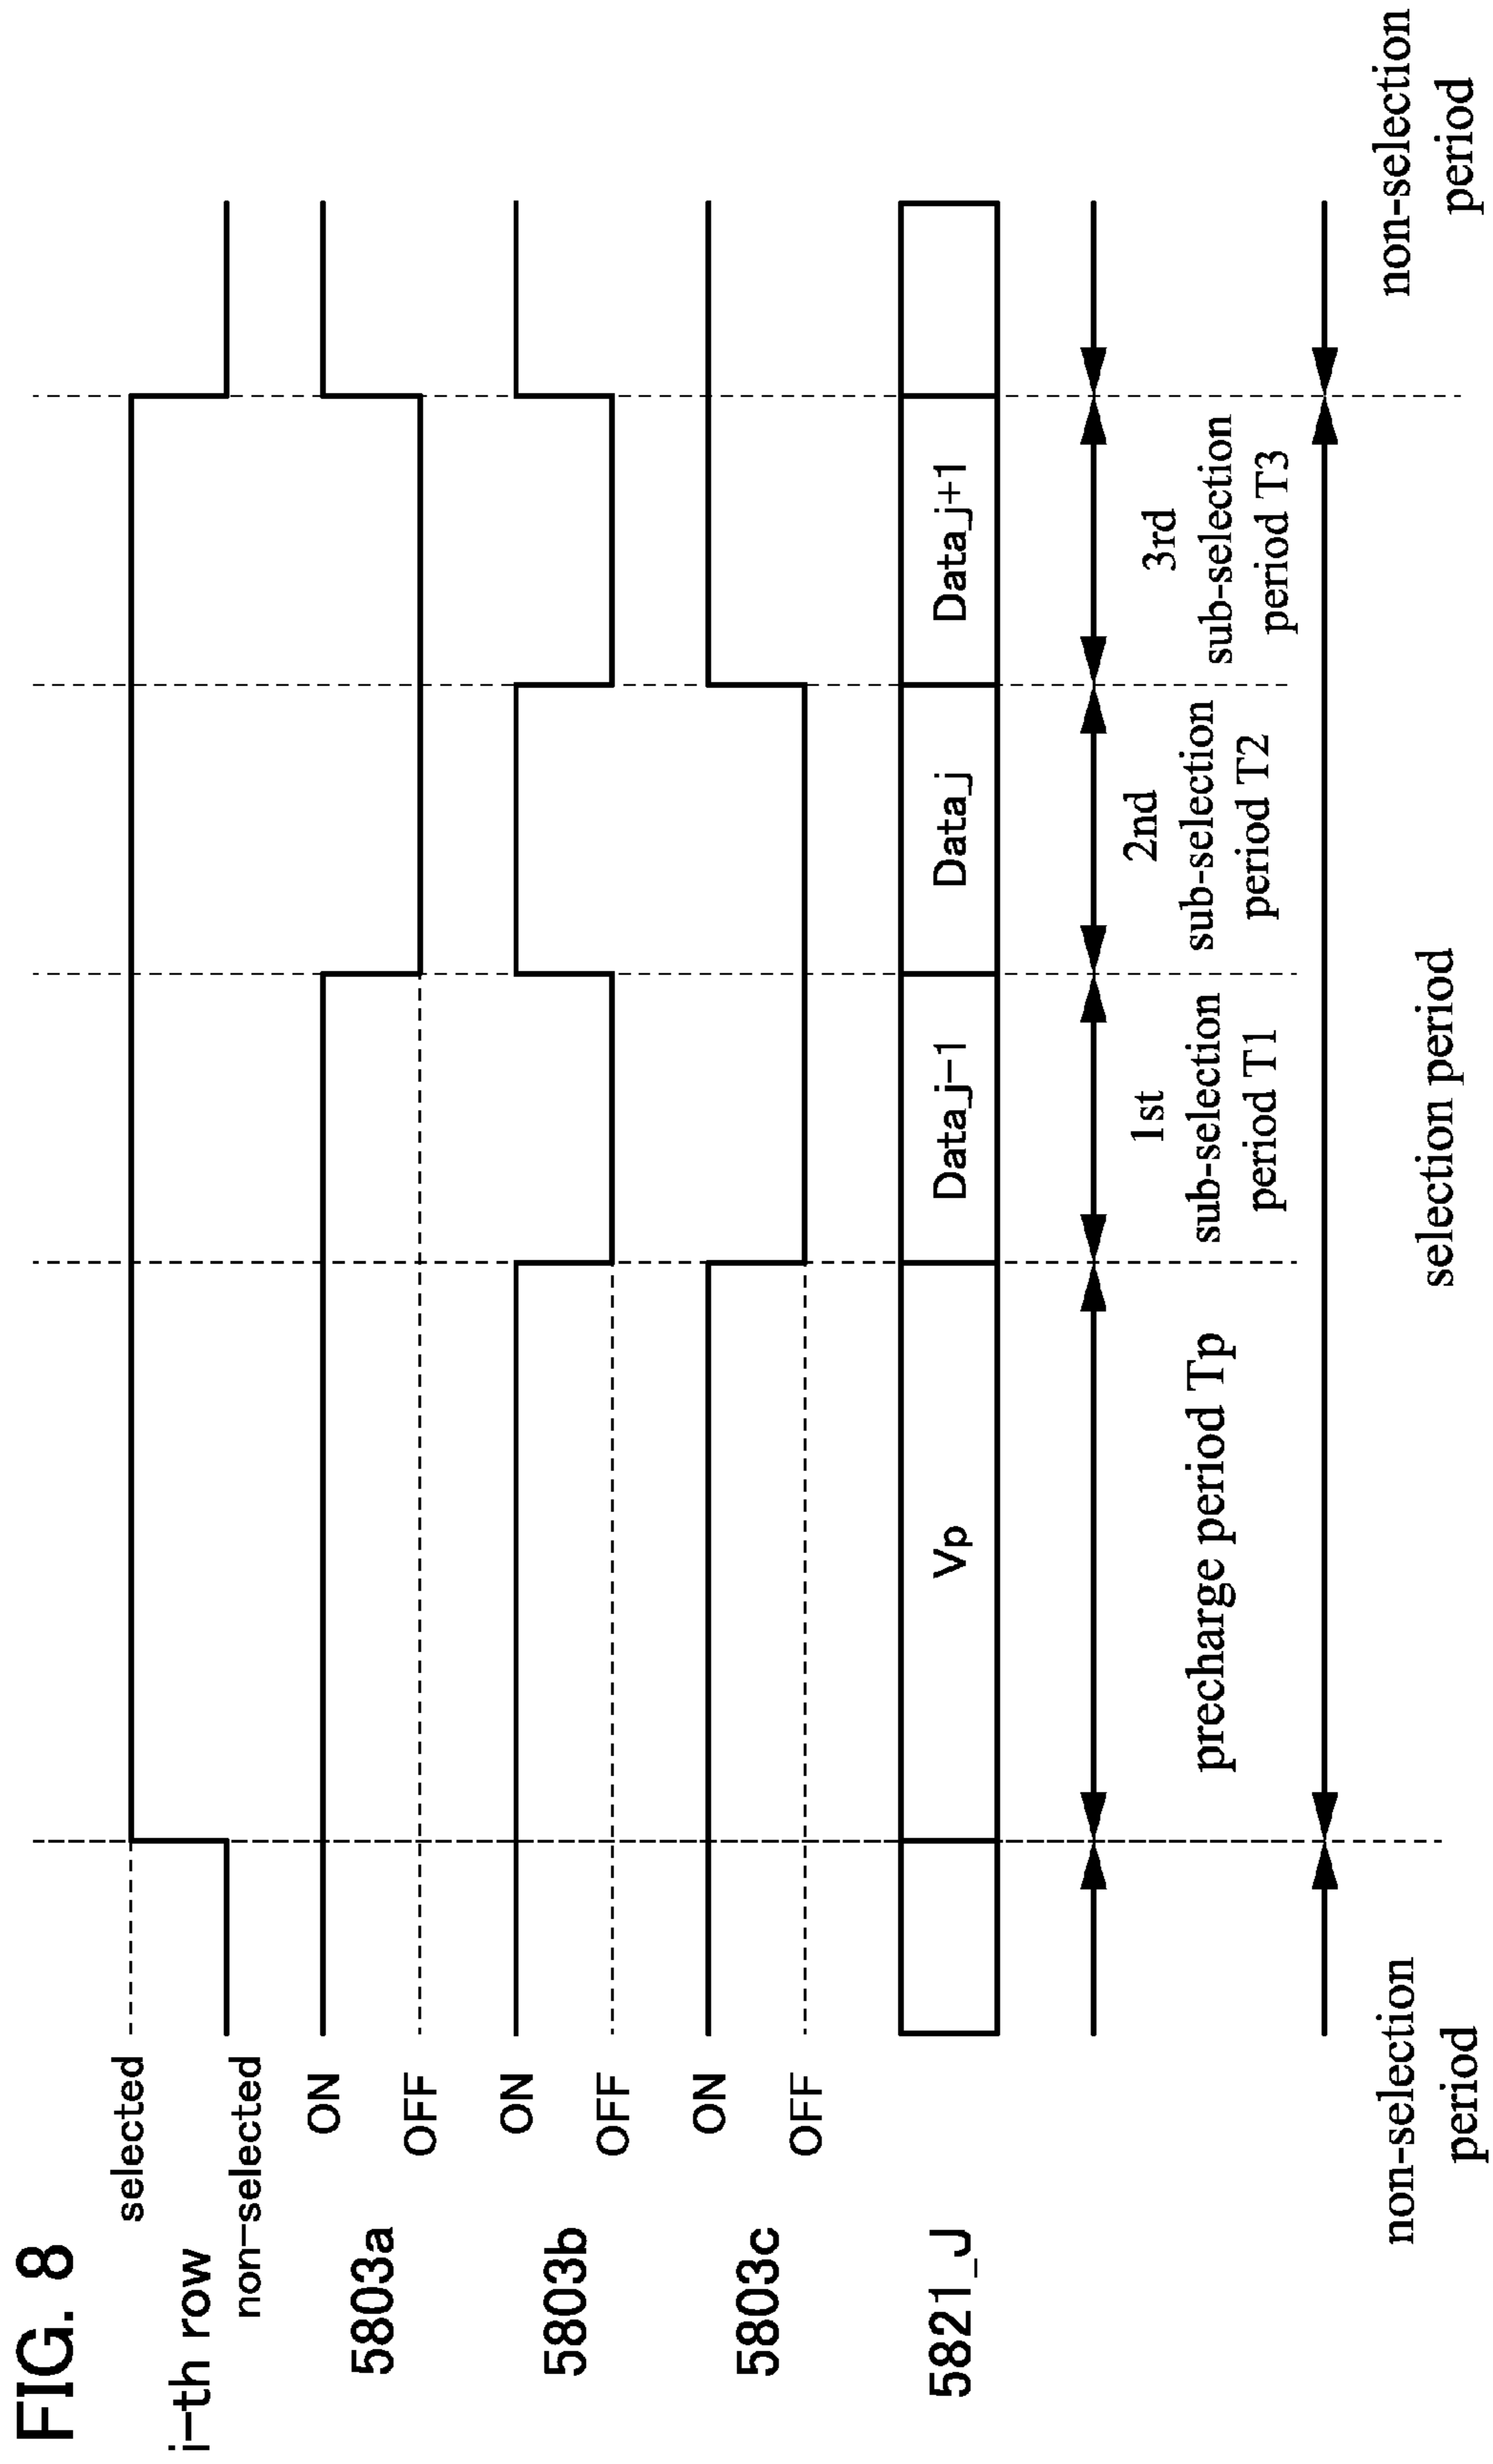 FIG. 8
selected
i-th row
non-selected
ON
5803a
OFF
ON
5803b
OFF
ON
5803c
OFF
5821_J
Vp
Data_j-1
Data_j
Data_j+1
precharge period Tp
1st
sub-selection
period T1
2nd
sub-selection
period T2
3rd
sub-selection
period T3
non-selection
period
selection period
non-selection
period